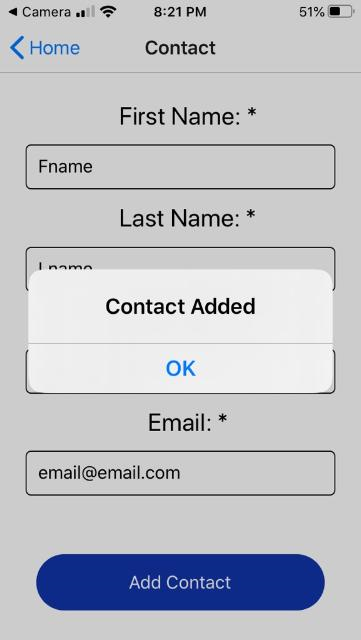 Camera 8:21 PM 51%
Home Contact
First Name: *
Fname
Last Name: *
Lname
Contact Added
OK
Email: *
email@email.com
Add Contact